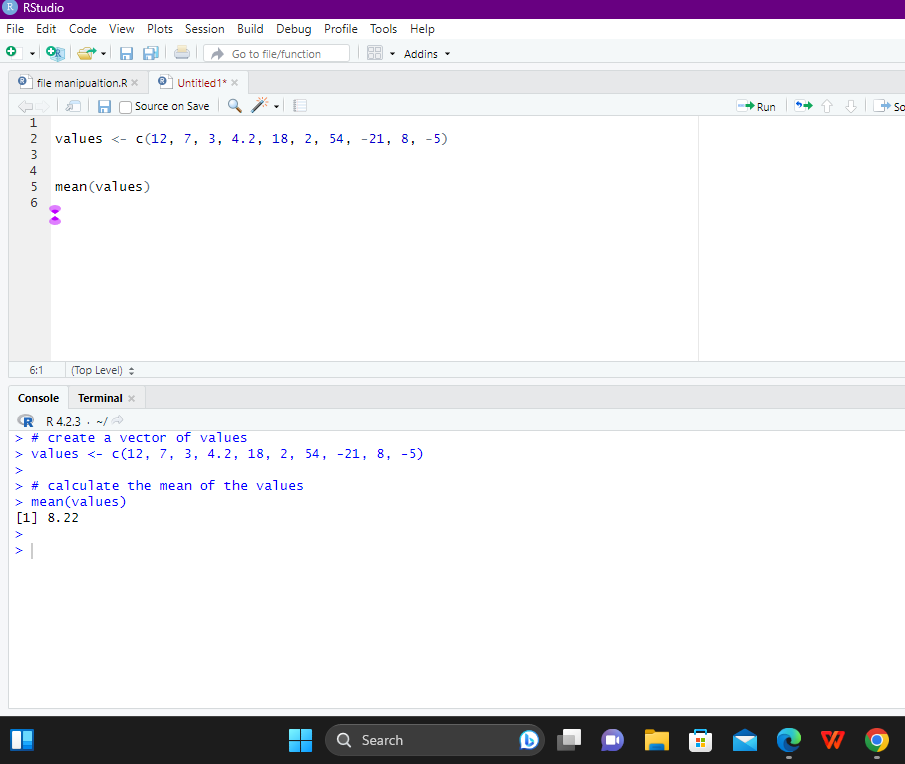 R RStudio
File Edit Code View Plots Session Build Debug Profile Tools Help
Go to file/function Addins
file manipualtion.R Untitled1*
Source on Save Run So
1
2 values <- c(12, 7, 3, 4.2, 18, 2, 54, -21, 8, -5)
3
4
5 mean(values)
6
6:1 (Top Level)
Console Terminal
R R 4.2.3 · ~/
> # create a vector of values
> values <- c(12, 7, 3, 4.2, 18, 2, 54, -21, 8, -5)
>
> # calculate the mean of the values
> mean(values)
[1] 8.22
>
>
Search